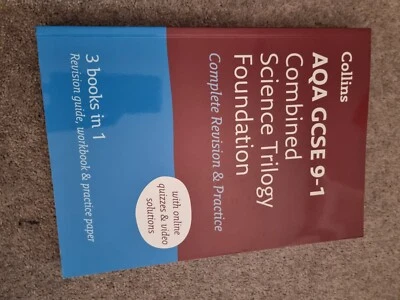 Collins
AQA GCSE 9-1
Combined
Science Trilogy
Foundation
Complete Revision & Practice
with online
quizzes & video
solutions
3 books in 1
Revision guide, workbook & practice paper